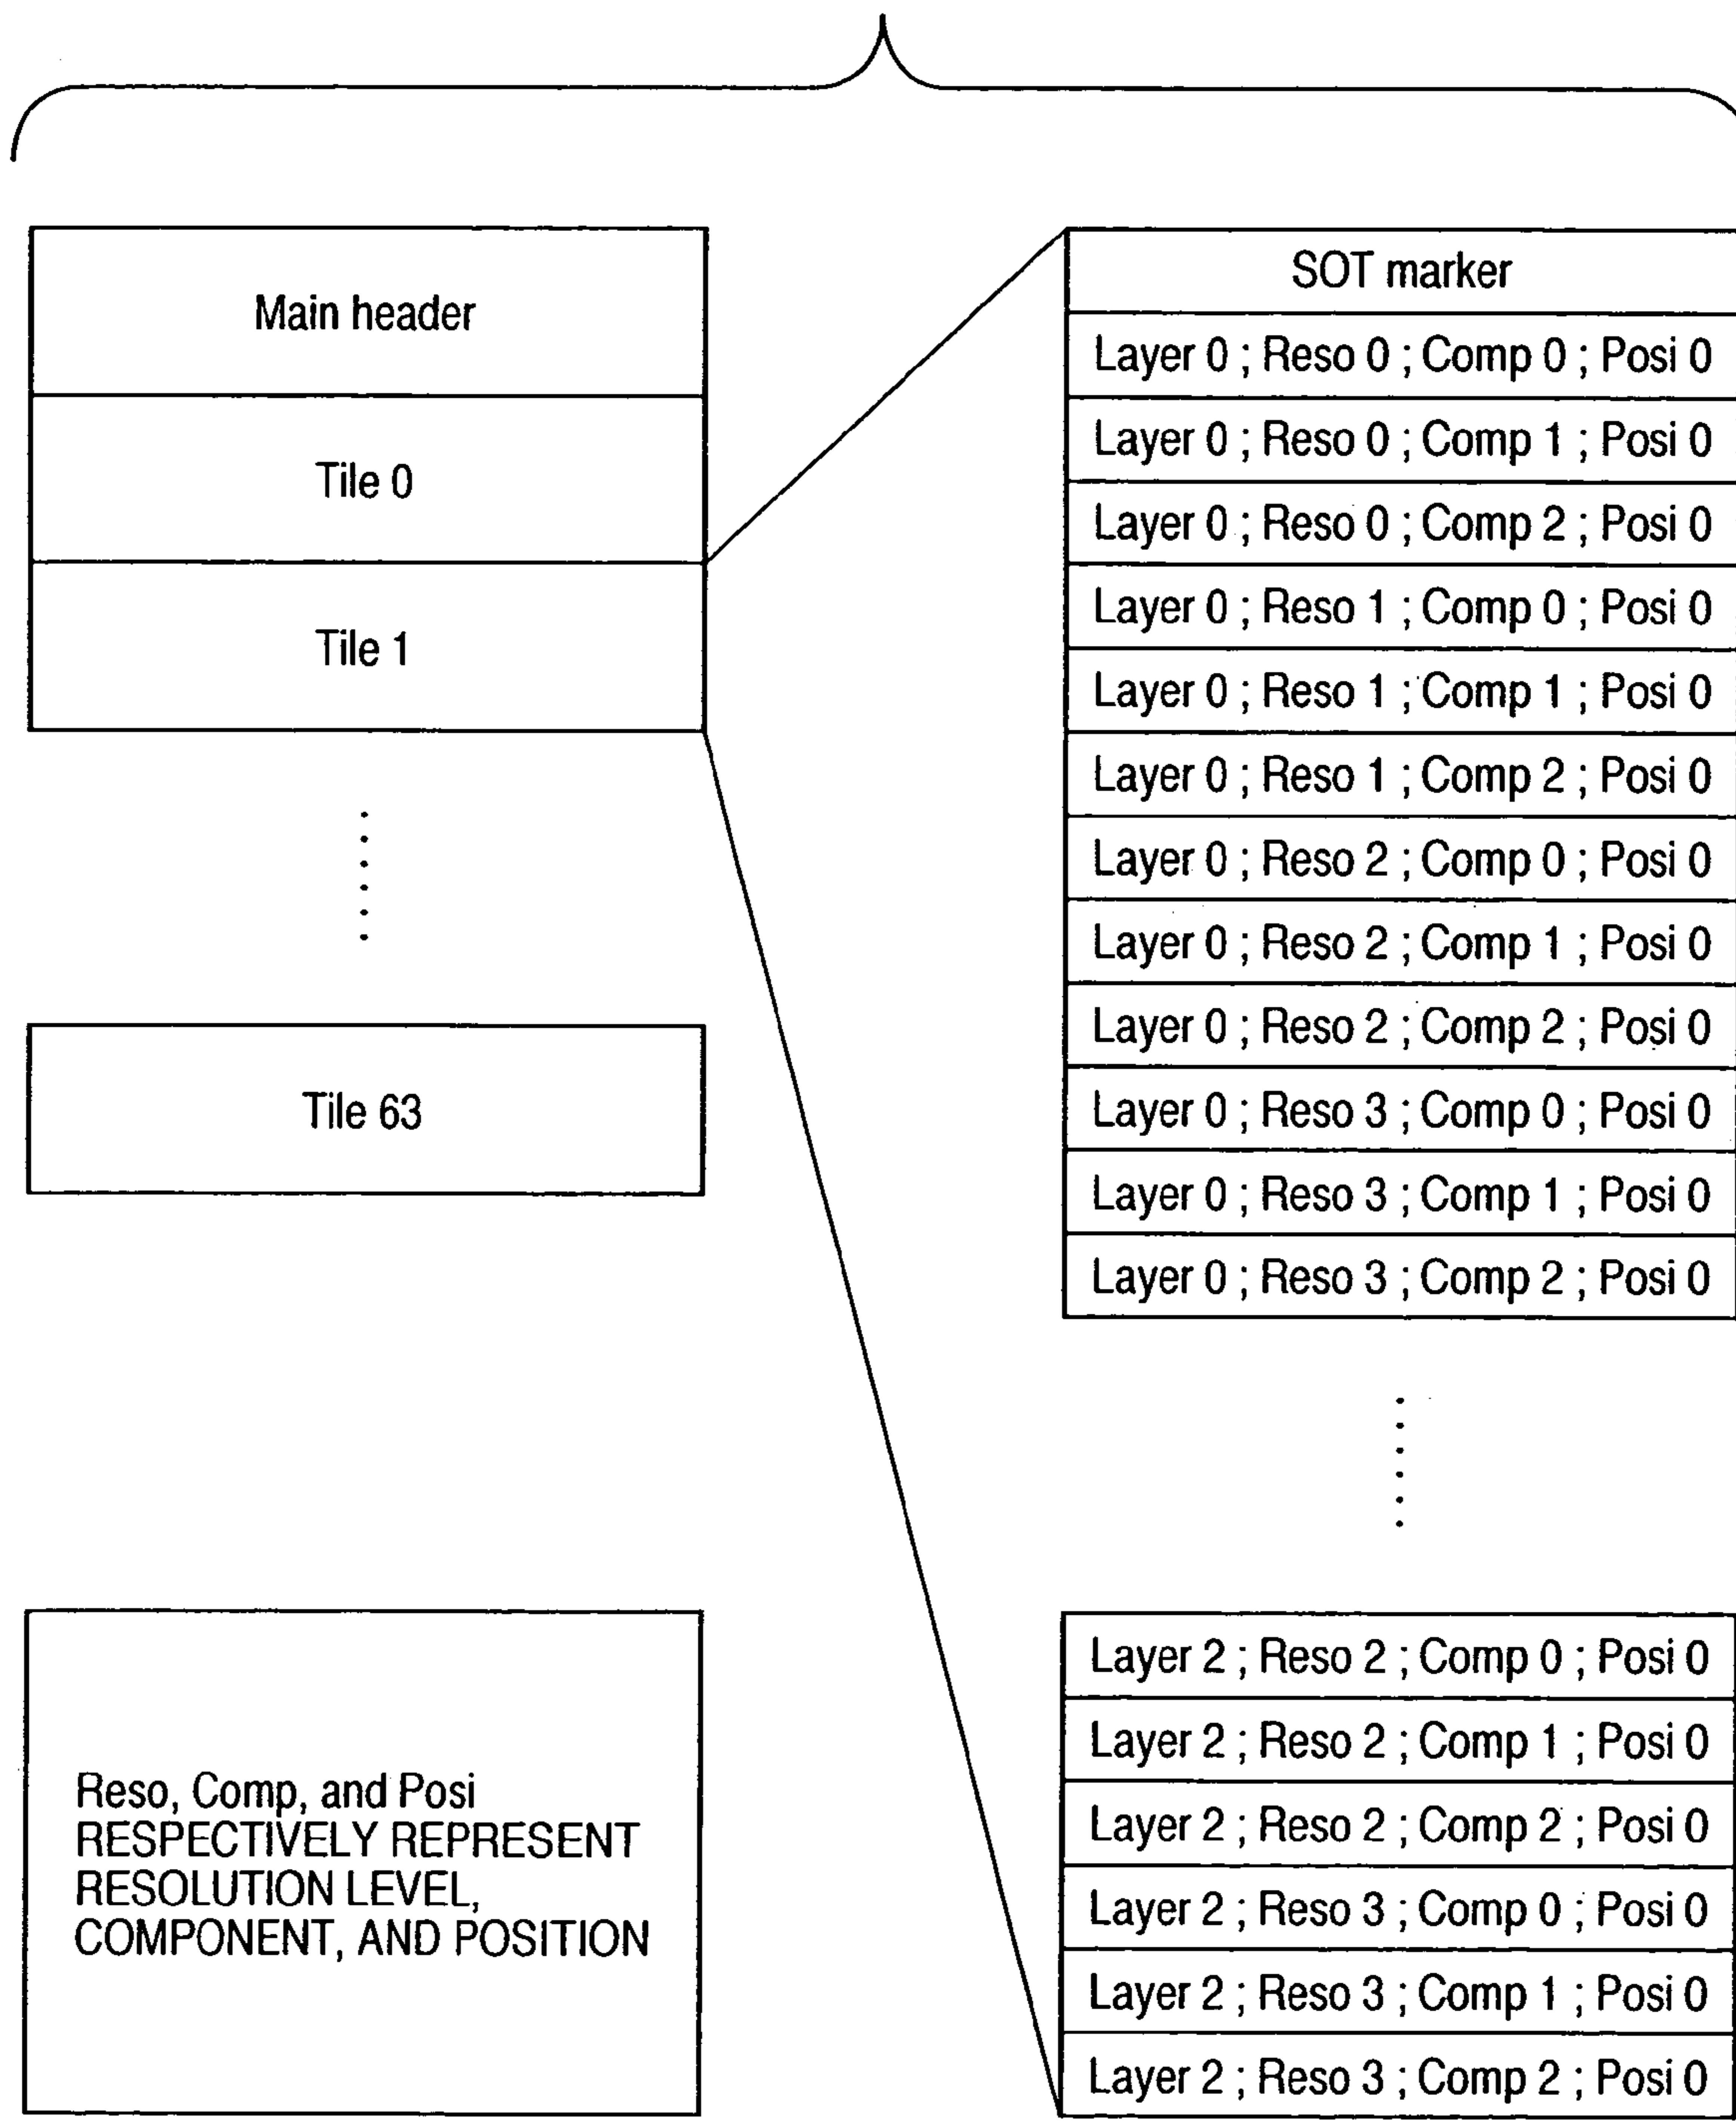 Main header
Tile 0
Tile 1
Tile 63
Reso, Comp, and Posi
RESPECTIVELY REPRESENT
RESOLUTION LEVEL,
COMPONENT, AND POSITION
SOT marker
Layer 0 ; Reso 0 ; Comp 0 ; Posi 0
Layer 0 ; Reso 0 ; Comp 1 ; Posi 0
Layer 0 ; Reso 0 ; Comp 2 ; Posi 0
Layer 0 ; Reso 1 ; Comp 0 ; Posi 0
Layer 0 ; Reso 1 ; Comp 1 ; Posi 0
Layer 0 ; Reso 1 ; Comp 2 ; Posi 0
Layer 0 ; Reso 2 ; Comp 0 ; Posi 0
Layer 0 ; Reso 2 ; Comp 1 ; Posi 0
Layer 0 ; Reso 2 ; Comp 2 ; Posi 0
Layer 0 ; Reso 3 ; Comp 0 ; Posi 0
Layer 0 ; Reso 3 ; Comp 1 ; Posi 0
Layer 0 ; Reso 3 ; Comp 2 ; Posi 0
Layer 2 ; Reso 2 ; Comp 0 ; Posi 0
Layer 2 ; Reso 2 ; Comp 1 ; Posi 0
Layer 2 ; Reso 2 ; Comp 2 ; Posi 0
Layer 2 ; Reso 3 ; Comp 0 ; Posi 0
Layer 2 ; Reso 3 ; Comp 1 ; Posi 0
Layer 2 ; Reso 3 ; Comp 2 ; Posi 0